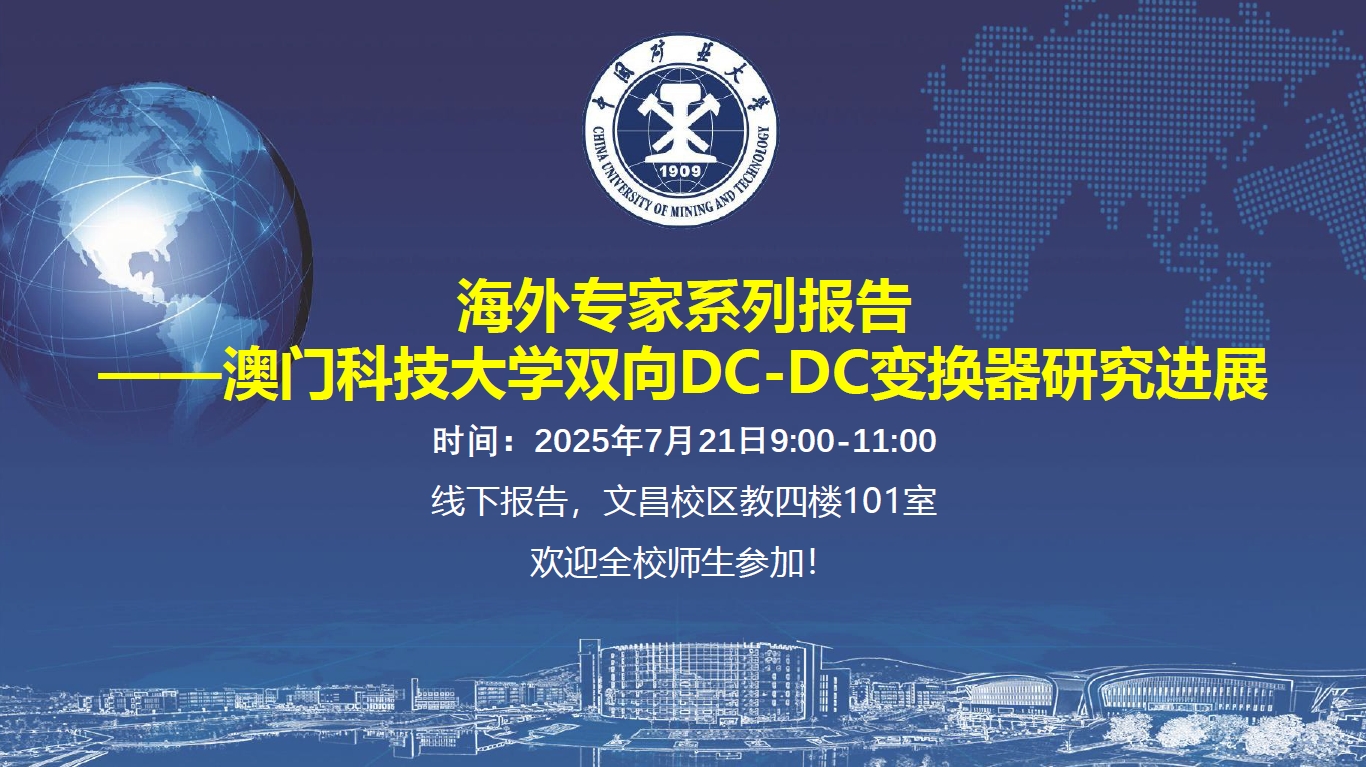 中国矿业大学
CHINA UNIVERSITY OF MINING AND TECHNOLOGY
1909
海外专家系列报告
——澳门科技大学双向DC-DC变换器研究进展
时间：2025年7月21日9:00-11:00
线下报告，文昌校区教四楼101室
欢迎全校师生参加！